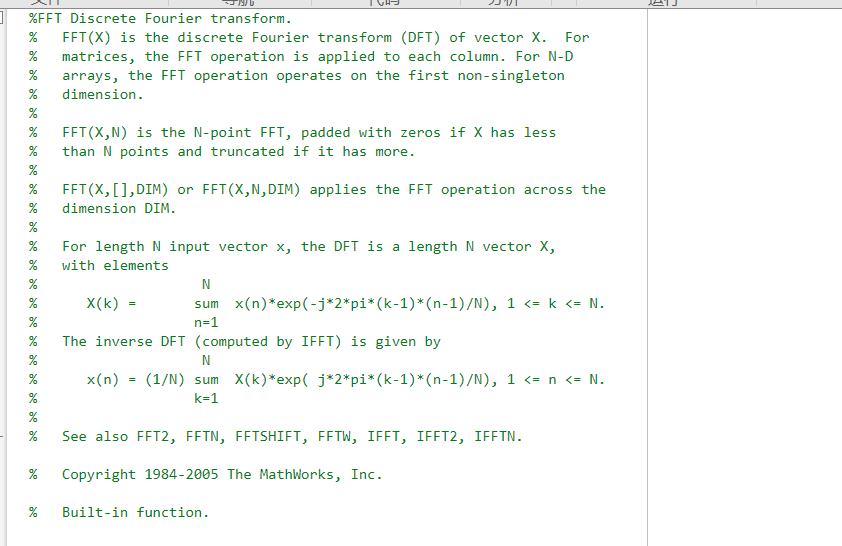 %FFT Discrete Fourier transform.
%   FFT(X) is the discrete Fourier transform (DFT) of vector X.  For
%   matrices, the FFT operation is applied to each column. For N-D
%   arrays, the FFT operation operates on the first non-singleton
%   dimension.
%
%   FFT(X,N) is the N-point FFT, padded with zeros if X has less
%   than N points and truncated if it has more.
%
%   FFT(X,[],DIM) or FFT(X,N,DIM) applies the FFT operation across the
%   dimension DIM.
%
%   For length N input vector x, the DFT is a length N vector X,
%   with elements
%                    N
%      X(k) =       sum  x(n)*exp(-j*2*pi*(k-1)*(n-1)/N), 1 <= k <= N.
%                   n=1
%   The inverse DFT (computed by IFFT) is given by
%                    N
%      x(n) = (1/N) sum  X(k)*exp( j*2*pi*(k-1)*(n-1)/N), 1 <= n <= N.
%                   k=1
%
%   See also FFT2, FFTN, FFTSHIFT, FFTW, IFFT, IFFT2, IFFTN.

%   Copyright 1984-2005 The MathWorks, Inc.

%   Built-in function.